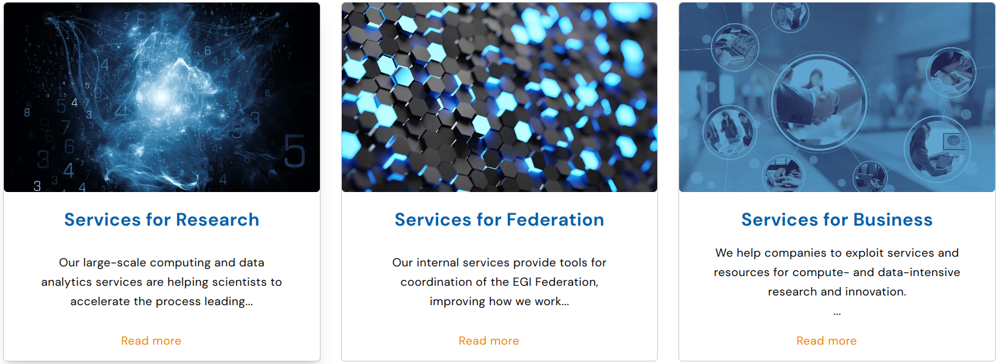 Services for Research
Our large-scale computing and data
analytics services are helping scientists to
accelerate the process leading...
Read more
Services for Federation
Our internal services provide tools for
coordination of the EGI Federation,
improving how we work...
Read more
Services for Business
We help companies to exploit services and
resources for compute- and data-intensive
research and innovation.
...
Read more